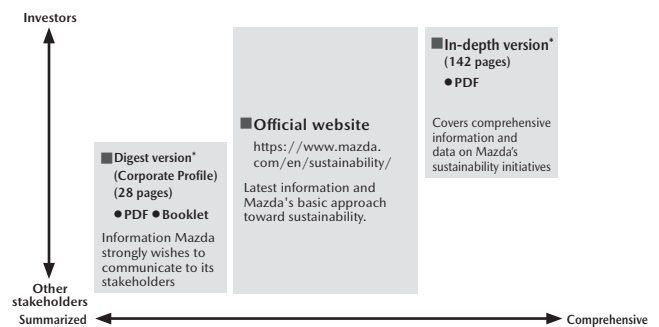 Investors
■In-depth version*
(142 pages)
●PDF
Covers comprehensive
information and
data on Mazda's
sustainability initiatives
■Official website
https://www.mazda.
com/en/sustainability/
Latest information and
Mazda's basic approach
toward sustainability.
■Digest version*
(Corporate Profile)
(28 pages)
●PDF ●Booklet
Information Mazda
strongly wishes to
communicate to its
stakeholders
Other
stakeholders
Summarized
Comprehensive